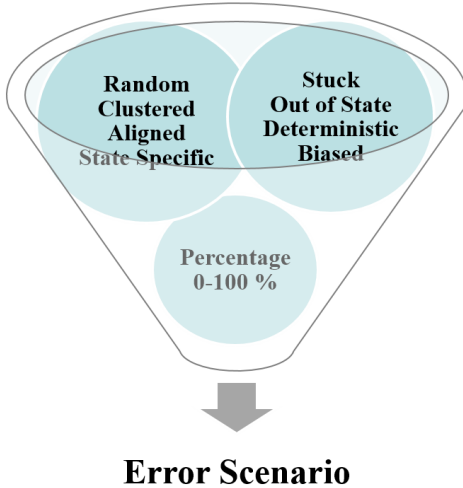 Random
Clustered
Aligned
State Specific
Stuck
Out of State
Deterministic
Biased
Percentage
0-100 %
Error Scenario